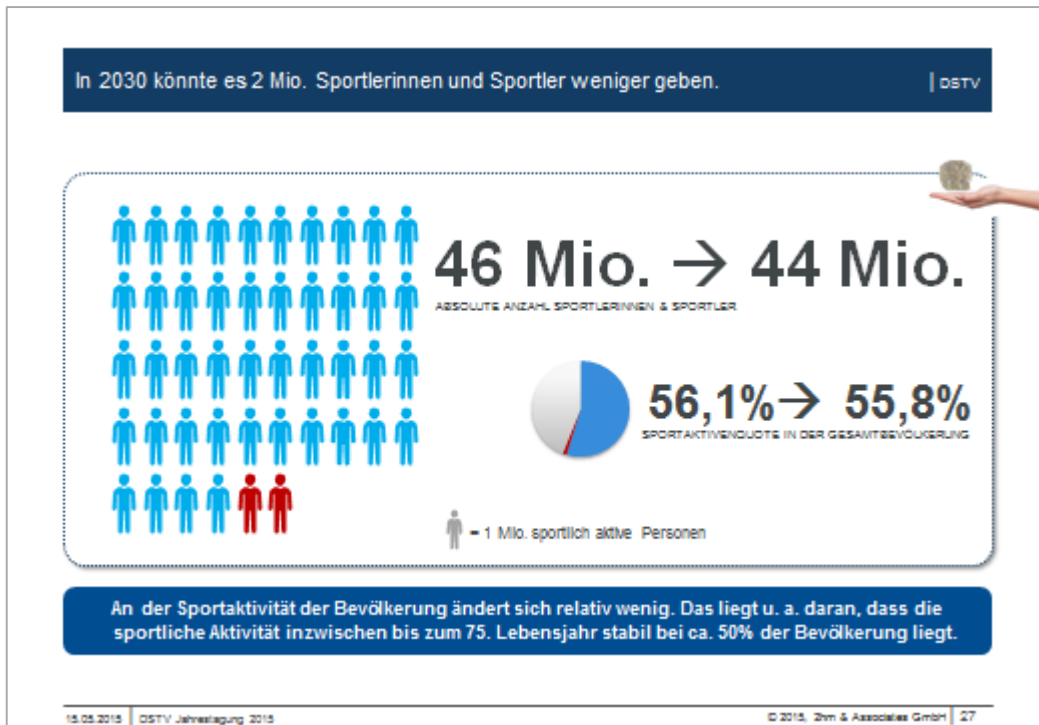 In 2030 könnte es 2 Mio. Sportlerinnen und Sportler weniger geben.
| DSTV
46 Mio. → 44 Mio.
ABSOLUTE ANZAHL SPORTLERINNEN & SPORTLER
56,1%→ 55,8%
SPORTAKTIVENQUOTE IN DER GESAMTBEVÖLKERUNG
= 1 Mio. sportlich aktive Personen
An der Sportaktivität der Bevölkerung ändert sich relativ wenig. Das liegt u. a. daran, dass die
sportliche Aktivität inzwischen bis zum 75. Lebensjahr stabil bei ca. 50% der Bevölkerung liegt.
15.05.2015 | DSTV Jahrestagung 2015
© 2015, 2hm & Associates GmbH | 27